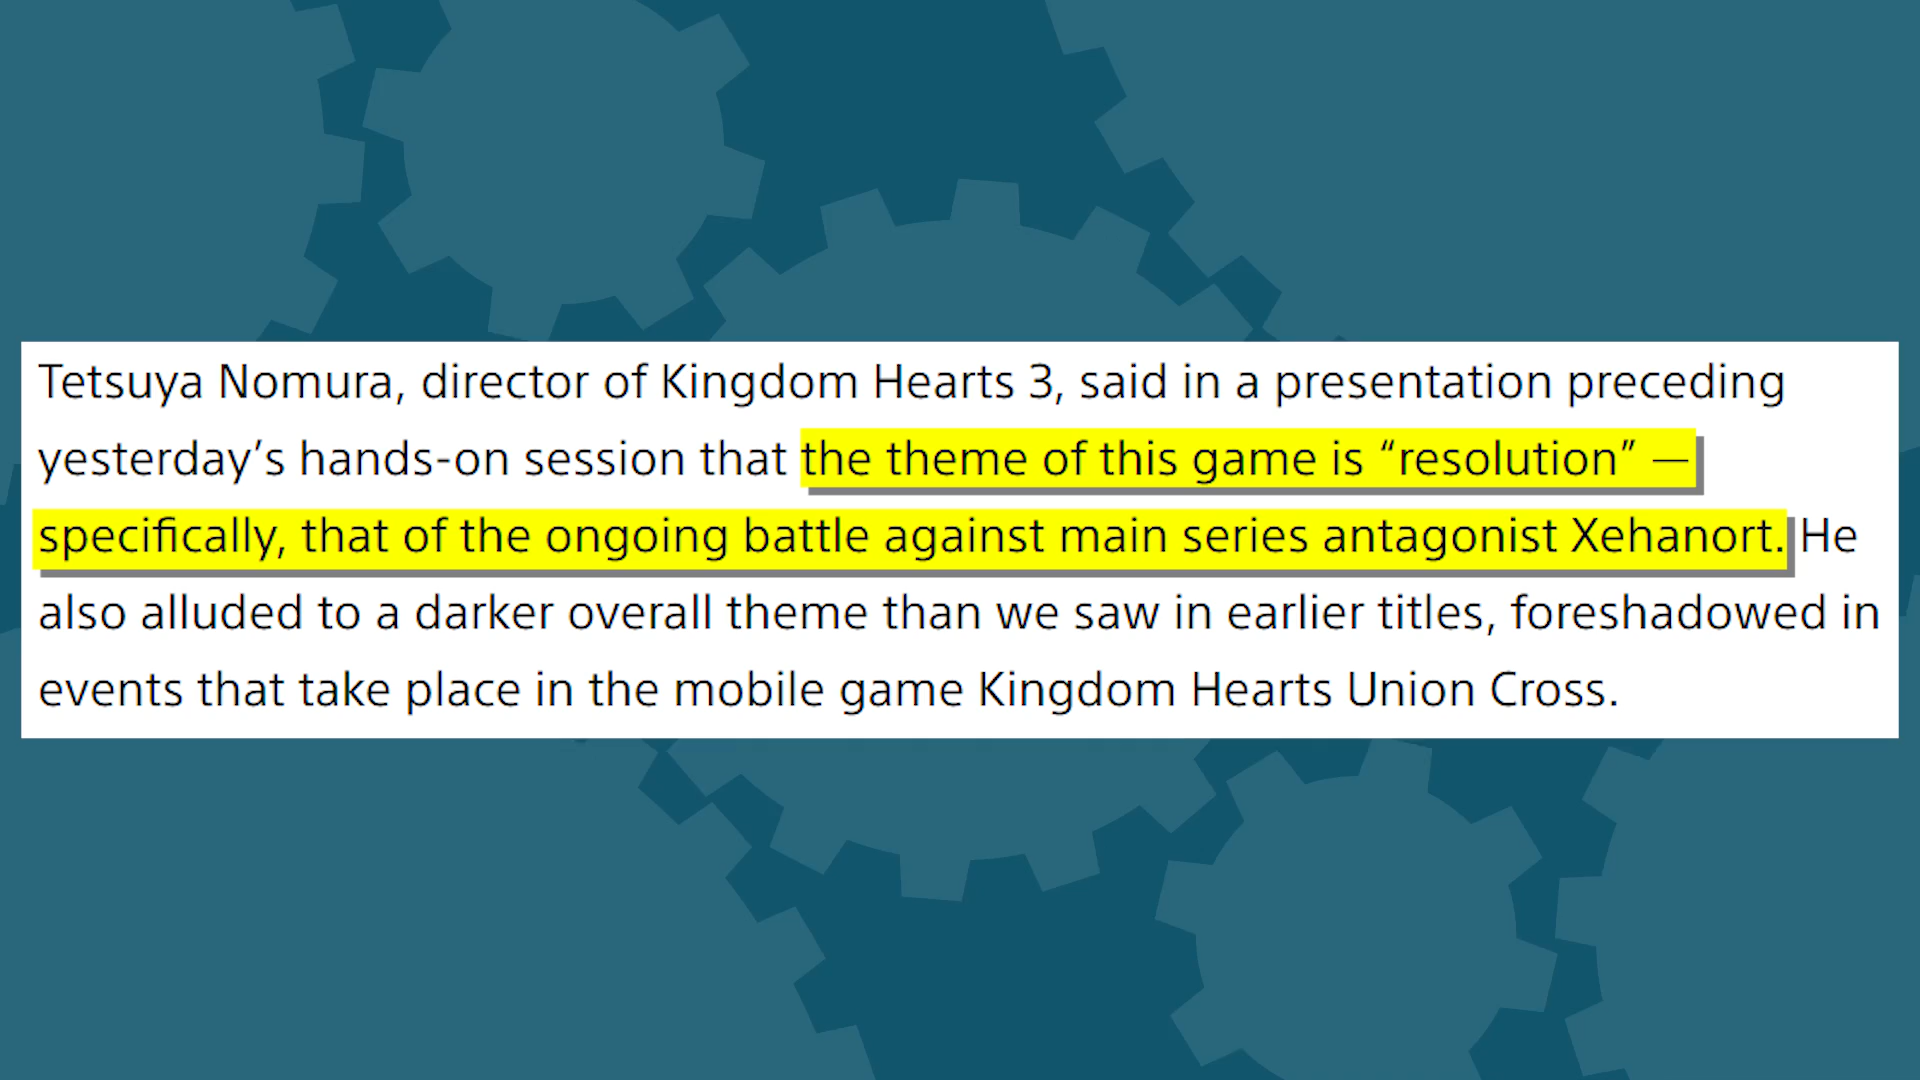 Tetsuya Nomura, director of Kingdom Hearts 3, said in a presentation preceding
yesterday’s hands-on session that the theme of this game is “resolution” —
specifically, that of the ongoing battle against main series antagonist Xehanort. He
also alluded to a darker overall theme than we saw in earlier titles, foreshadowed in
events that take place in the mobile game Kingdom Hearts Union Cross.